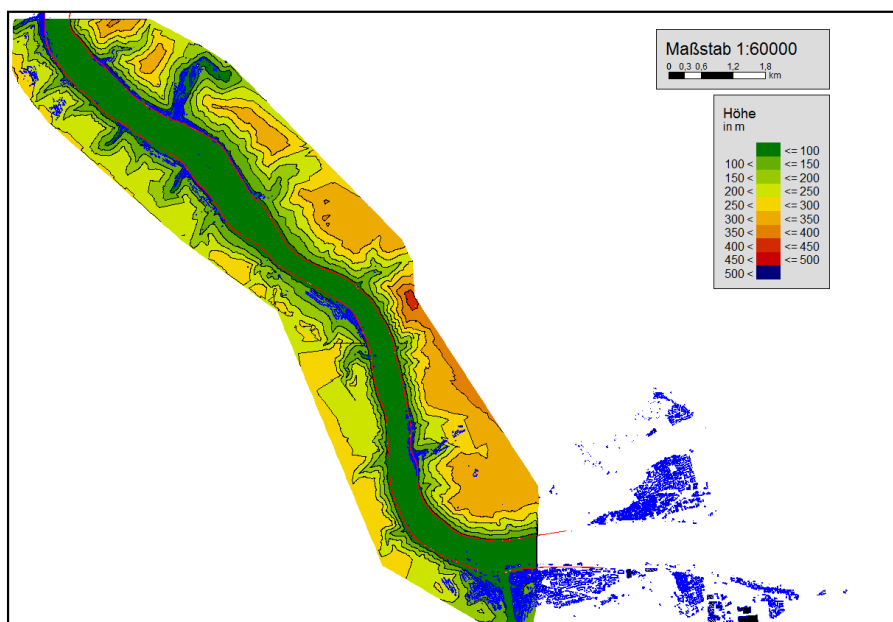 Maßstab 1:60000
0 0,3 0,6 1,2 1,8
km
Höhe
in m
<= 100
100 < <= 150
150 < <= 200
200 < <= 250
250 < <= 300
300 < <= 350
350 < <= 400
400 < <= 450
450 < <= 500
500 <